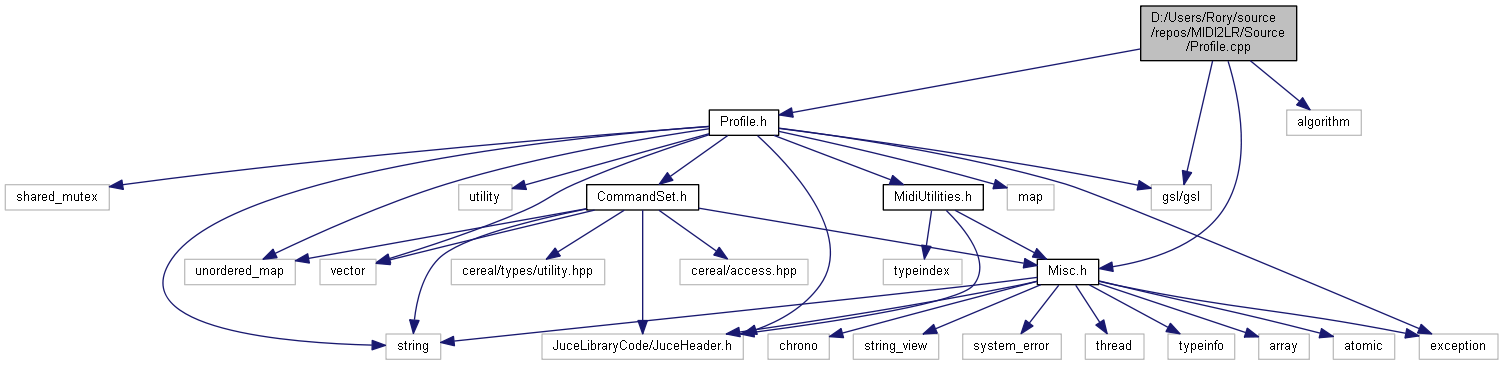 D:/Users/Rory/source
/repos/MIDI2LR/Source
/Profile.cpp
Profile.h
algorithm
shared_mutex
utility
CommandSet.h
MidiUtilities.h
map
gsl/gsl
unordered_map
vector
cereal/types/utility.hpp
cereal/access.hpp
typeindex
Misc.h
string
JuceLibraryCode/JuceHeader.h
chrono
string_view
system_error
thread
typeinfo
array
atomic
exception